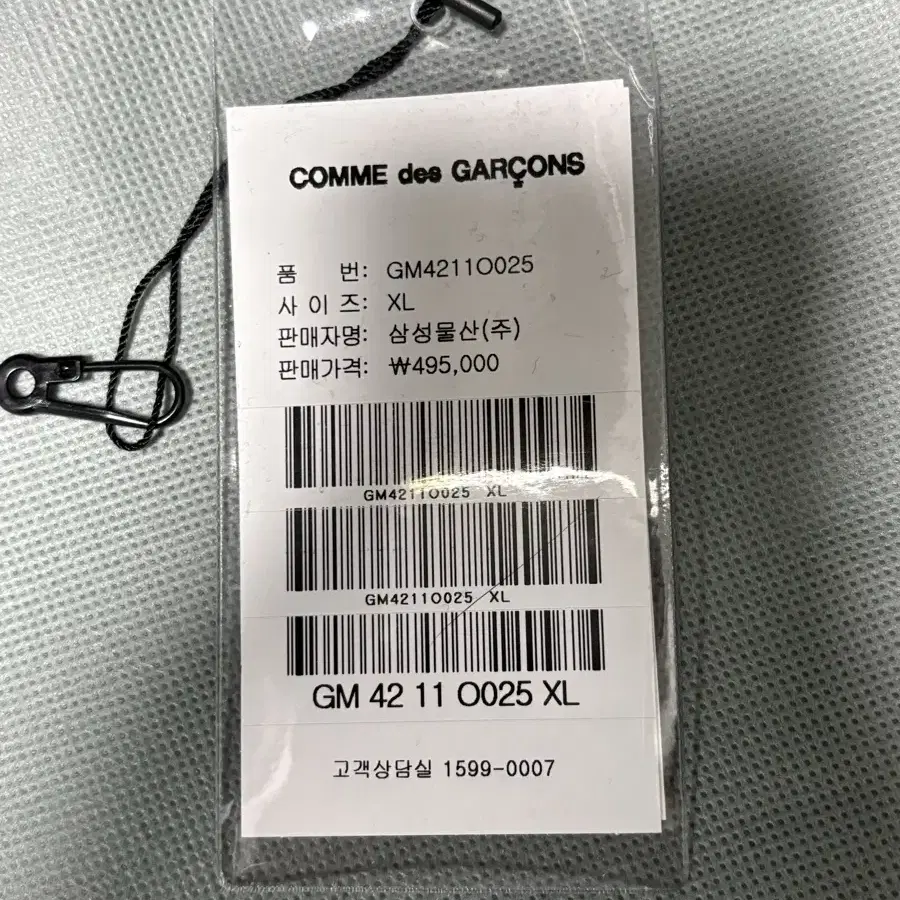 COMME des GARÇONS
품 번: GM4211O025
사 이 즈: XL
판매자명: 삼성물산(주)
판매가격: ₩495,000
GM4211O025 XL
GM4211O025 XL
GM 42 11 O025 XL
고객상담실 1599-0007